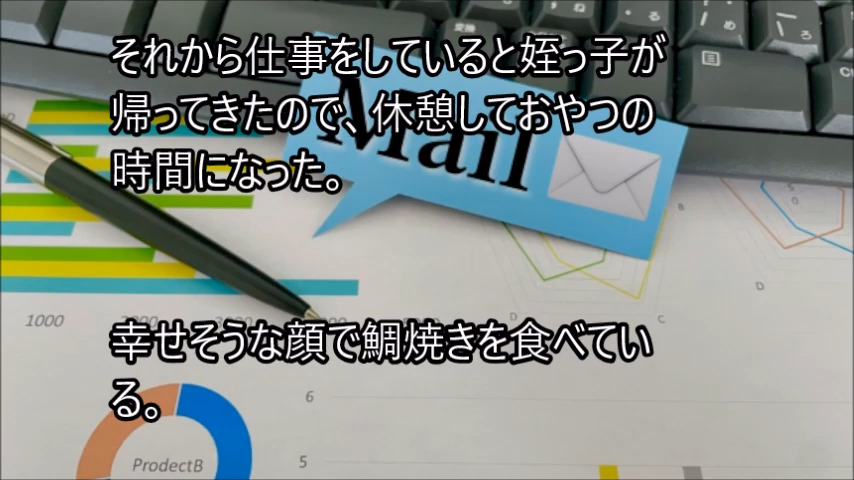 それから仕事をしていると姪っ子が
帰ってきたので、休憩しておやつの
時間になった。
Mail
1000
2000
3000
幸せそうな顔で鯛焼きを食べてい
る。
D
C
B
D
6
5
ProdectB